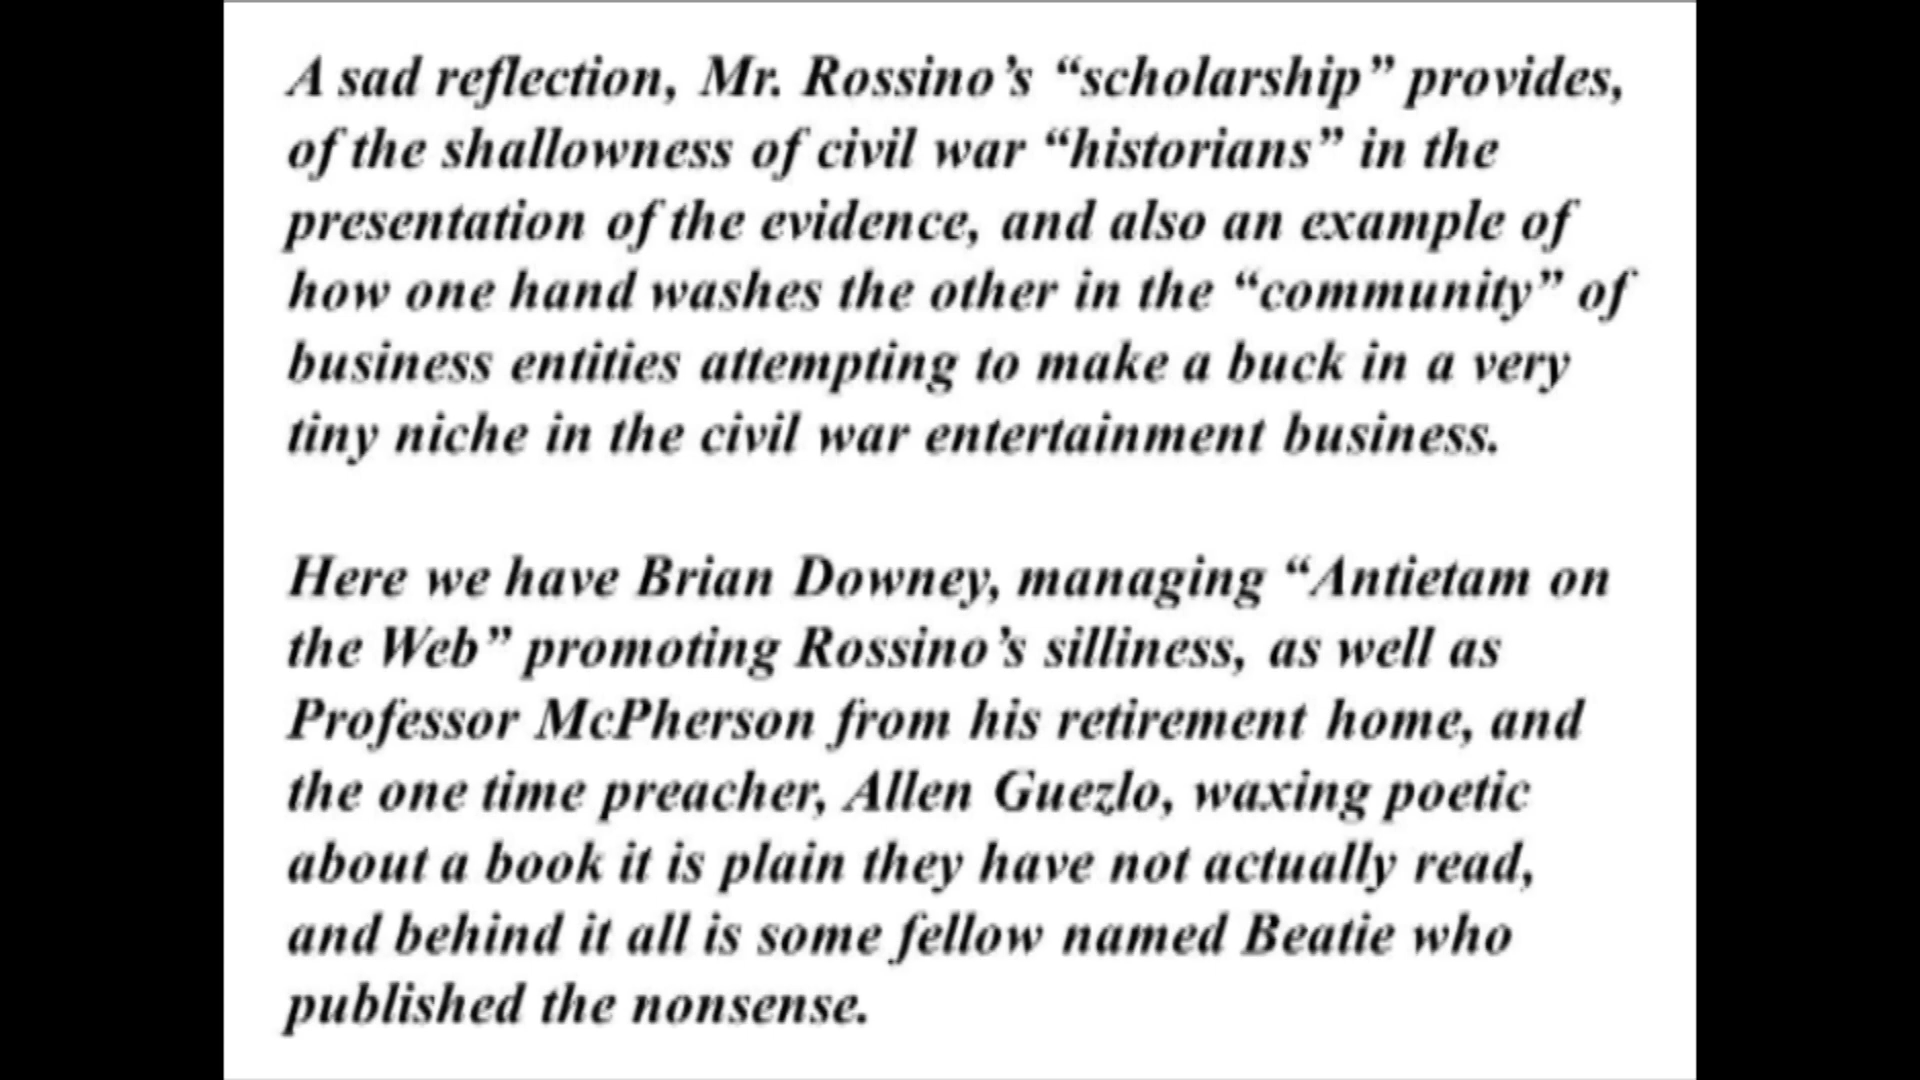 A sad reflection, Mr. Rossino’s “scholarship” provides,
of the shallowness of civil war “historians” in the
presentation of the evidence, and also an example of
how one hand washes the other in the “community” of
business entities attempting to make a buck in a very
tiny niche in the civil war entertainment business.
Here we have Brian Downey, managing “Antietam on
the Web” promoting Rossino’s silliness, as well as
Professor McPherson from his retirement home, and
the one time preacher, Allen Guezlo, waxing poetic
about a book it is plain they have not actually read,
and behind it all is some fellow named Beatie who
published the nonsense.